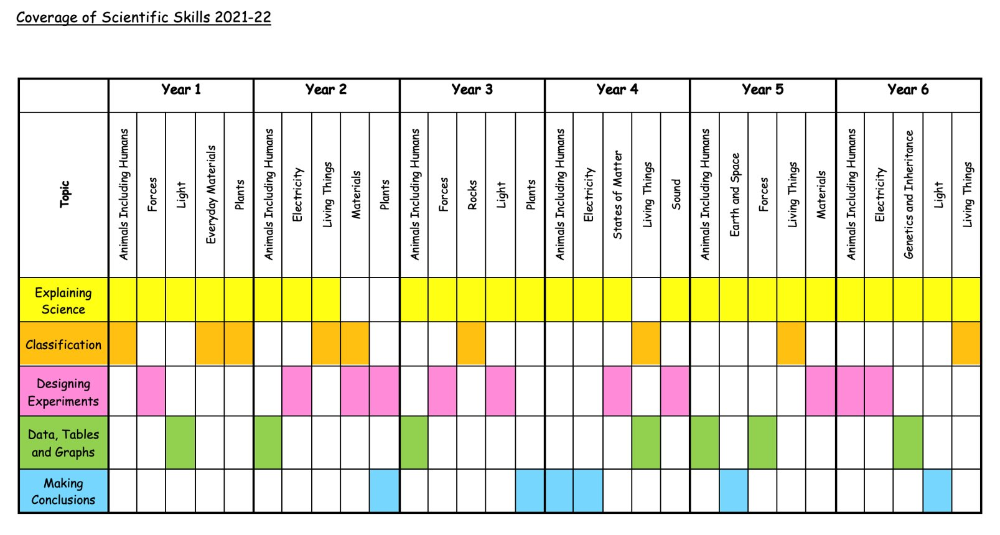 Coverage of Scientific Skills 2021-22
Year 1
Year 2
Year 3
Year 4
Year 5
Year 6
Topic
Animals Including Humans
Forces
Light
Everyday Materials
Plants
Animals Including Humans
Electricity
Living Things
Materials
Plants
Animals Including Humans
Forces
Rocks
Light
Plants
Animals Including Humans
Electricity
States of Matter
Living Things
Sound
Animals Including Humans
Earth and Space
Forces
Living Things
Materials
Animals Including Humans
Electricity
Genetics and Inheritance
Light
Living Things
Explaining
Science
Classification
Designing
Experiments
Data, Tables
and Graphs
Making
Conclusions